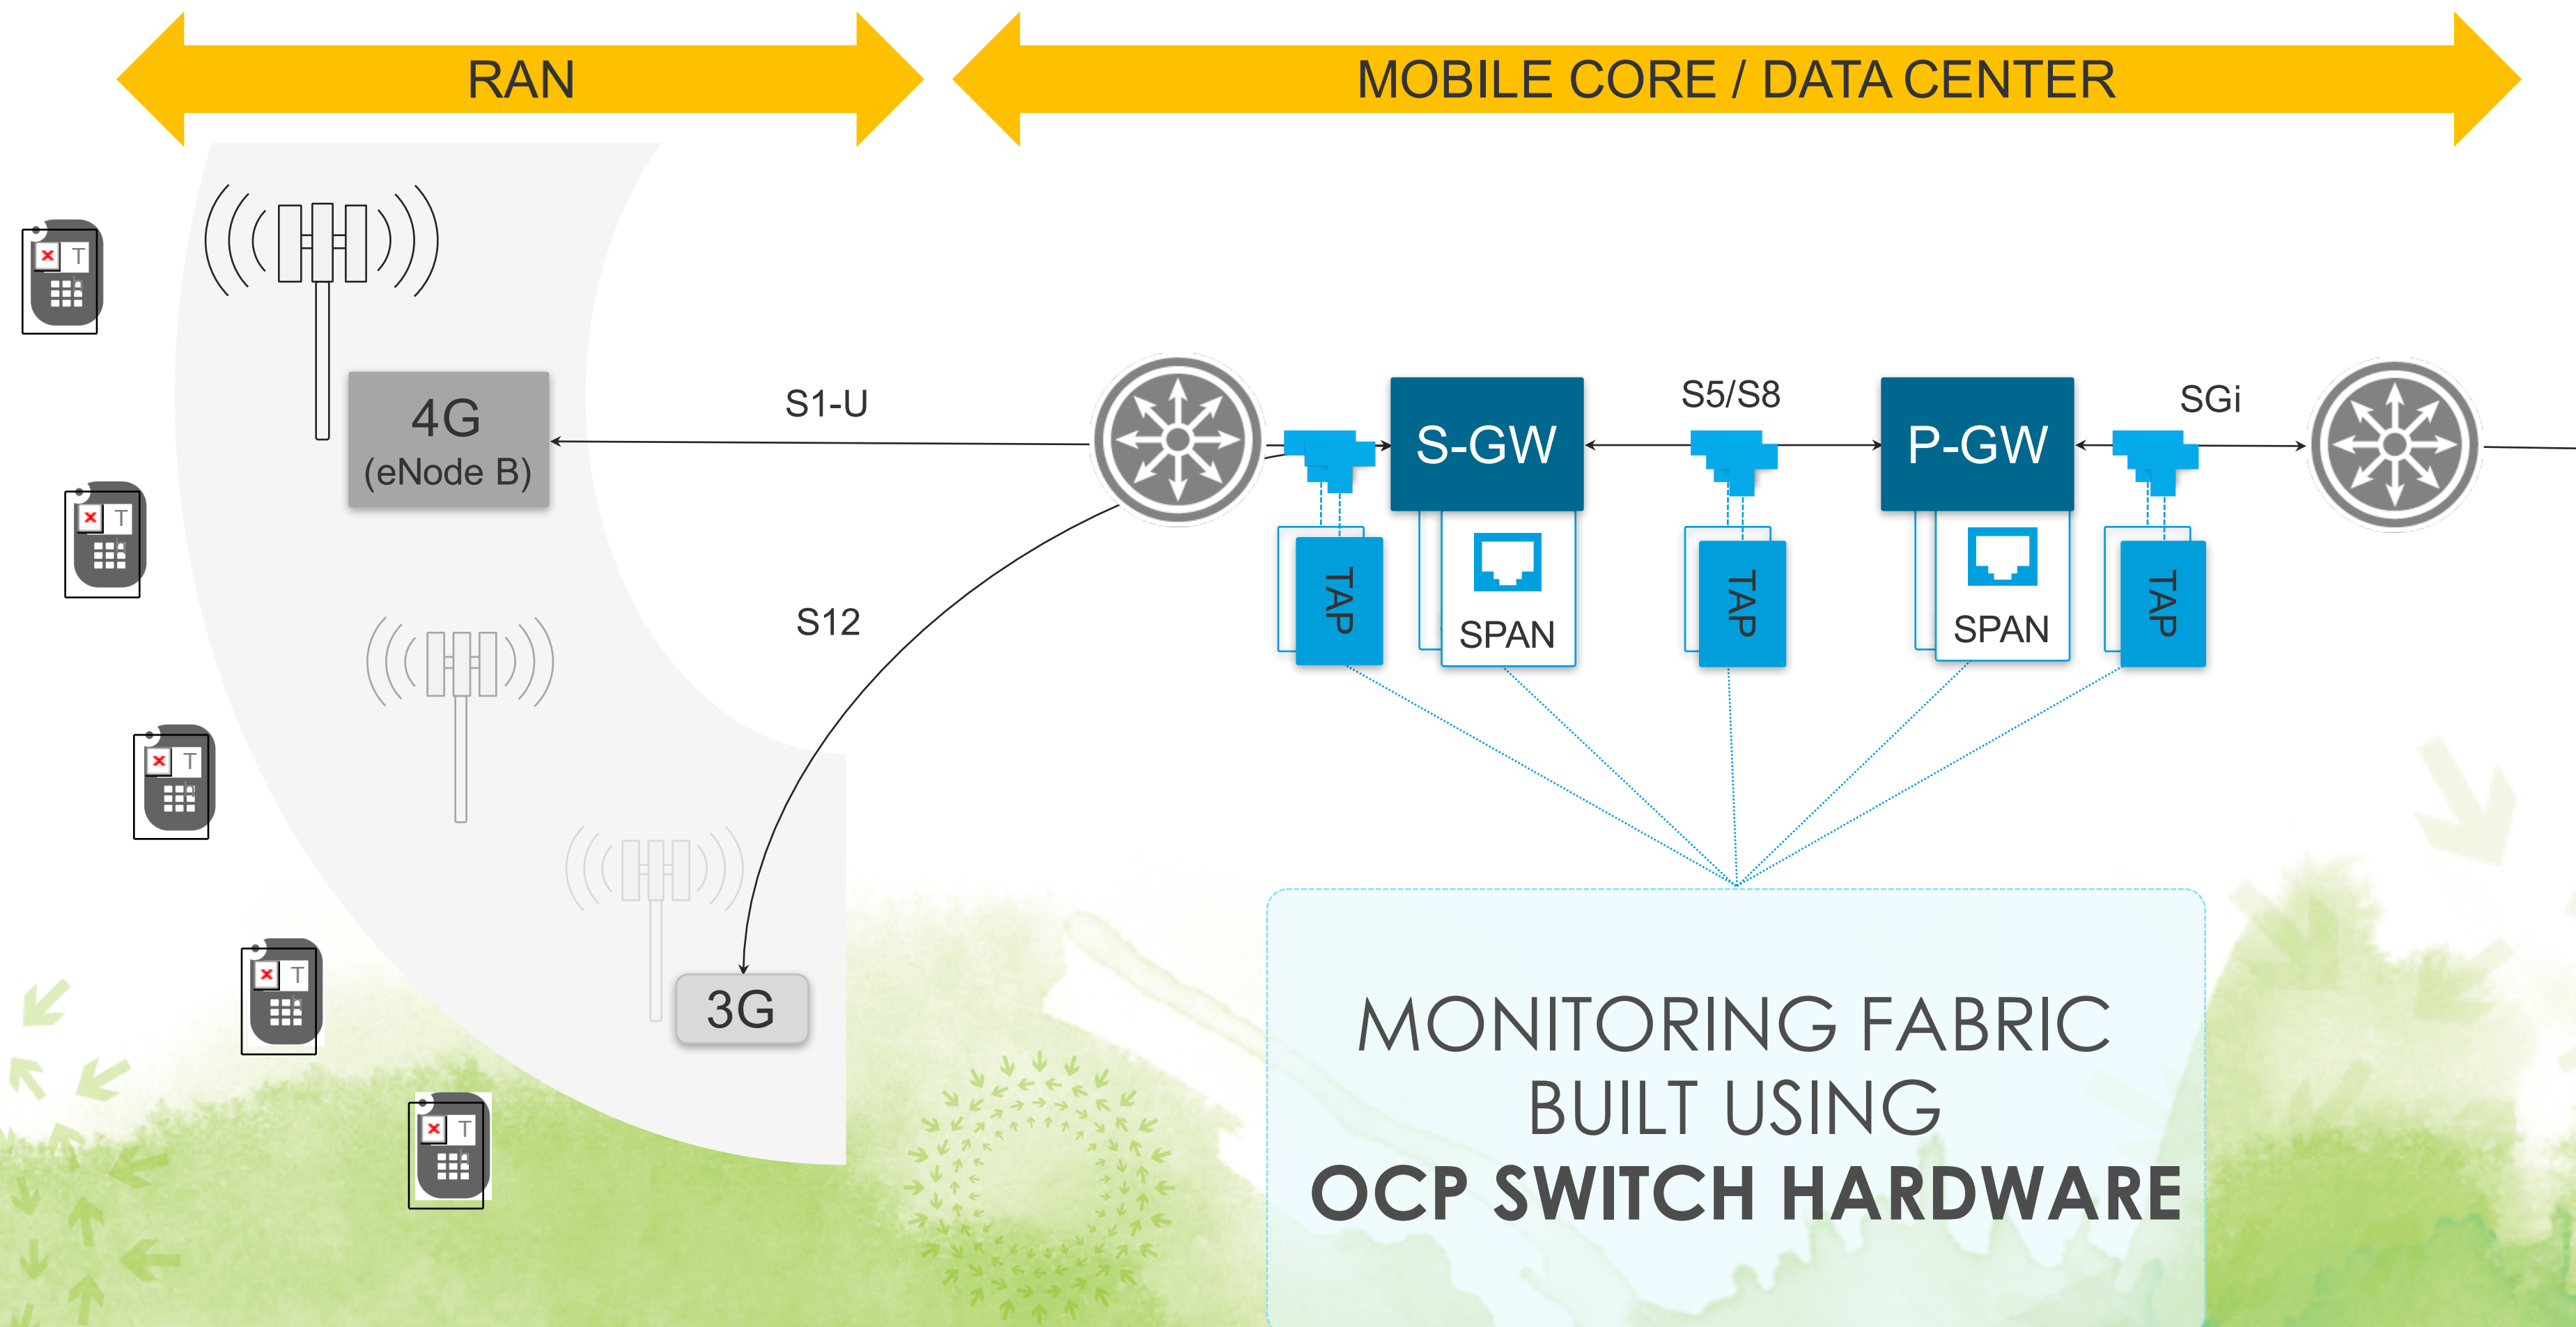 RAN
MOBILE CORE / DATA CENTER
T
T
T
T
T
4G
(eNode B)
S1-U
S12
3G
S-GW
S5/S8
P-GW
SGi
TAP
SPAN
TAP
SPAN
TAP
MONITORING FABRIC
BUILT USING
OCP SWITCH HARDWARE